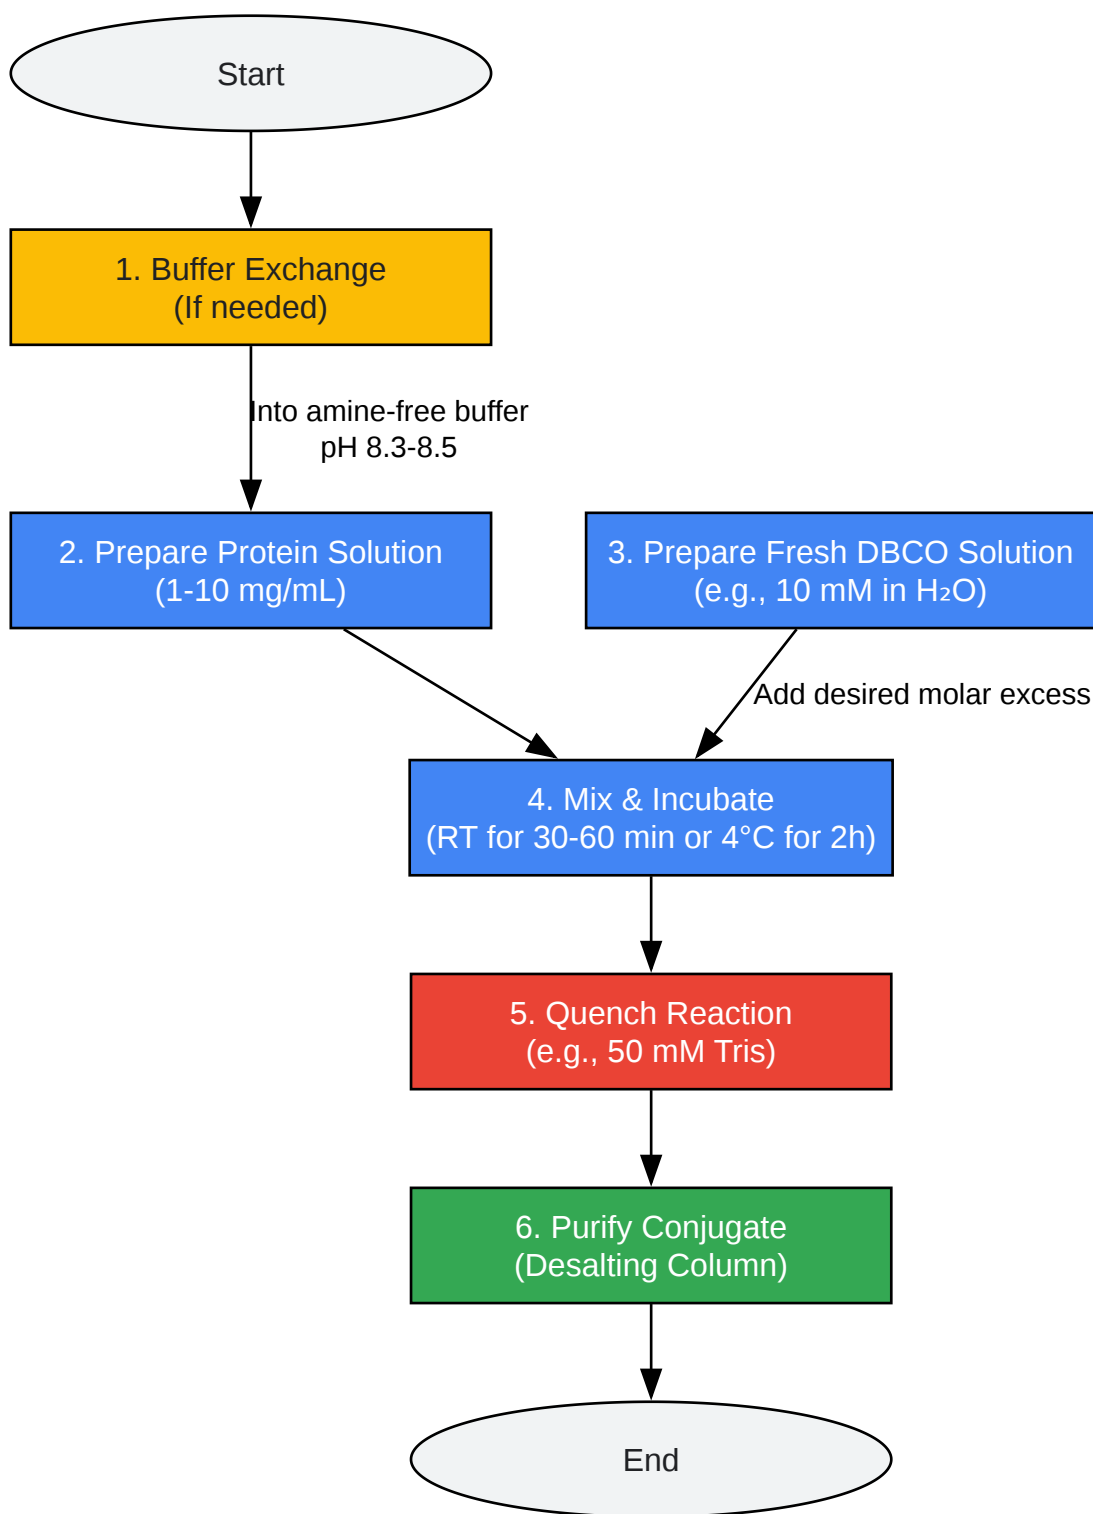 Start
1. Buffer Exchange
(If needed)
Into amine-free buffer
pH 8.3-8.5
2. Prepare Protein Solution
(1-10 mg/mL)
3. Prepare Fresh DBCO Solution
(e.g., 10 mM in H₂O)
Add desired molar excess
4. Mix & Incubate
(RT for 30-60 min or 4°C for 2h)
5. Quench Reaction
(e.g., 50 mM Tris)
6. Purify Conjugate
(Desalting Column)
End